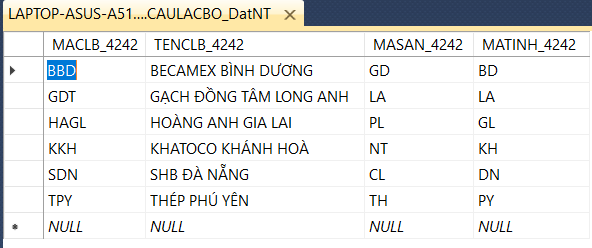 LAPTOP-ASUS-A51....CAULACBO_DatNT
MACLB_4242 TENCLB_4242 MASAN_4242 MATINH_4242
BBD BECAMEX BÌNH DƯƠNG GD BD
GDT GẠCH ĐỒNG TÂM LONG ANH LA LA
HAGL HOÀNG ANH GIA LAI PL GL
KKH KHATOCO KHÁNH HOÀ NT KH
SDN SHB ĐÀ NẴNG CL DN
TPY THÉP PHÚ YÊN TH PY
NULL NULL NULL NULL